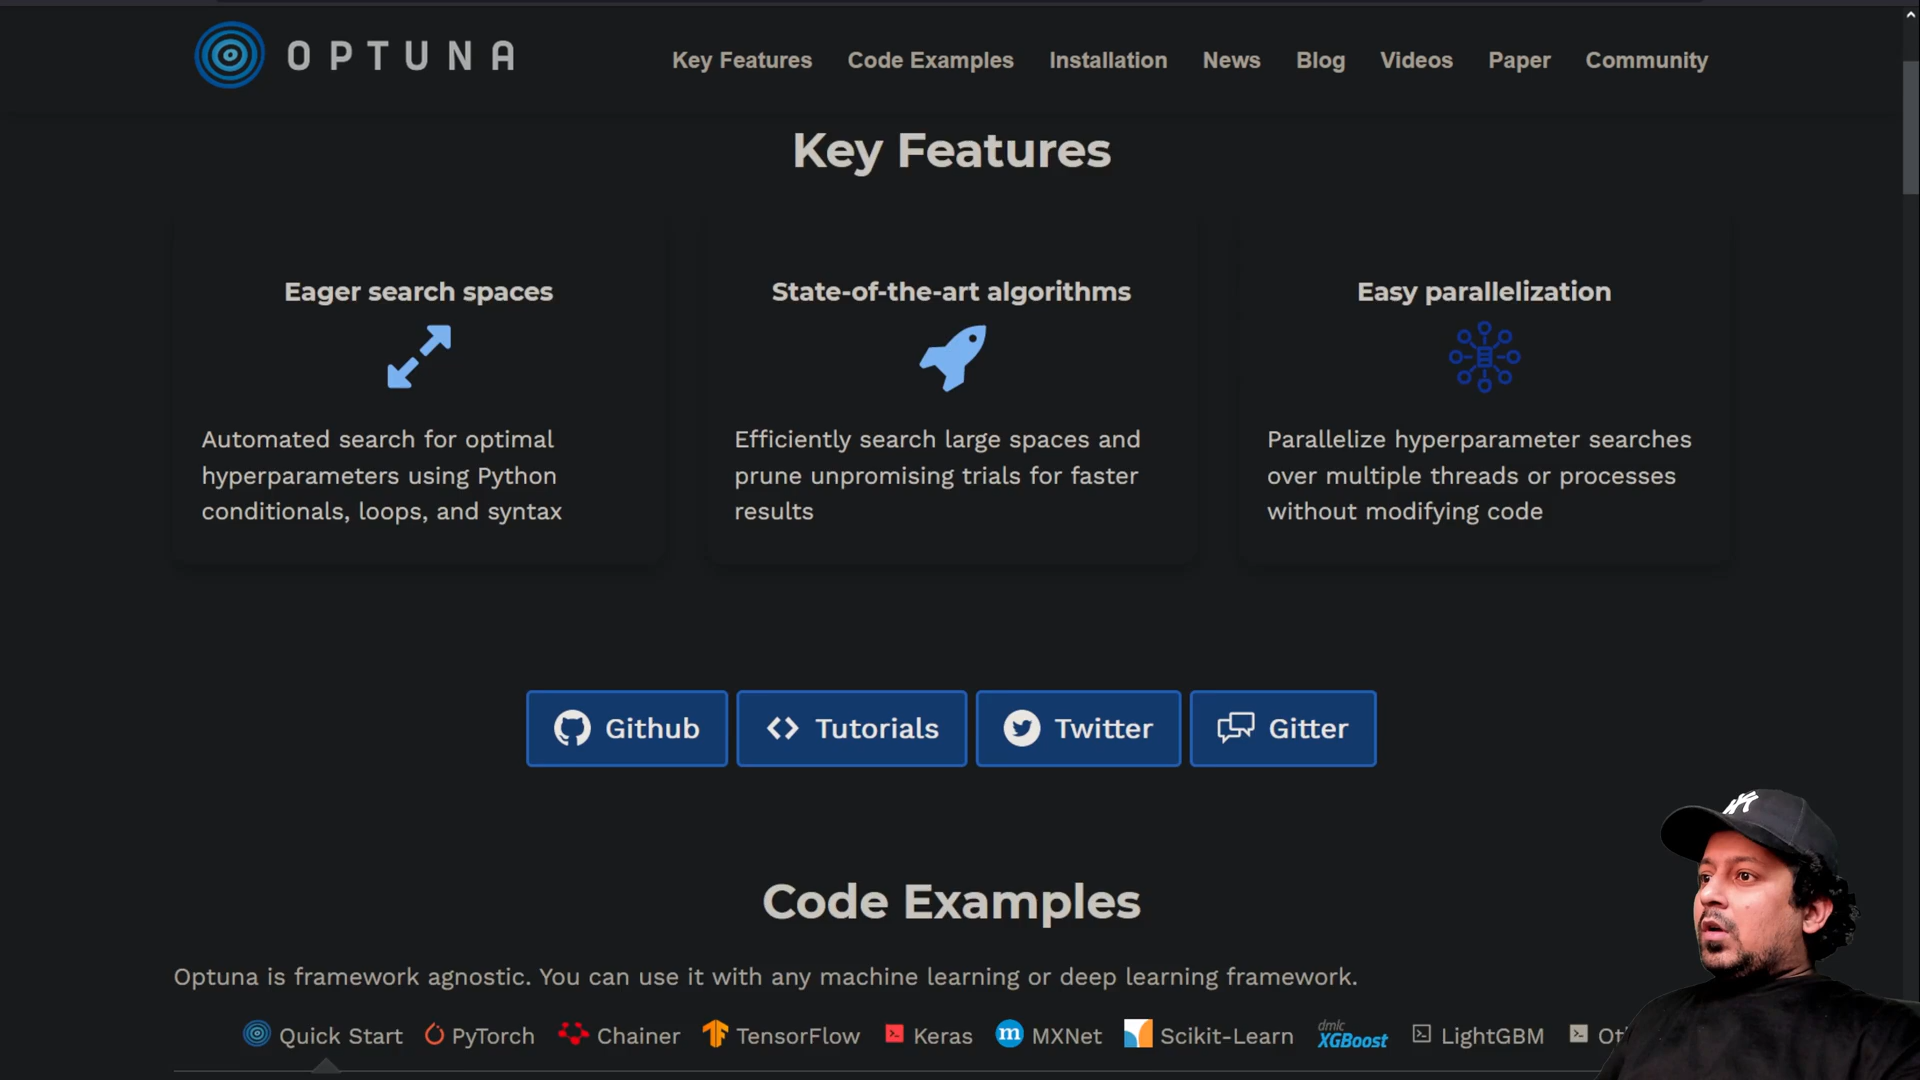 OPTUNA
Key Features Code Examples Installation News Blog Videos Paper Community
Key Features
Eager search spaces
Automated search for optimal
hyperparameters using Python
conditionals, loops, and syntax
State-of-the-art algorithms
Efficiently search large spaces and
prune unpromising trials for faster
results
Easy parallelization
Parallelize hyperparameter searches
over multiple threads or processes
without modifying code
Github Tutorials Twitter Gitter
Code Examples
Optuna is framework agnostic. You can use it with any machine learning or deep learning framework.
Quick Start PyTorch Chainer TensorFlow Keras m MXNet Scikit-Learn dmlc XGBoost LightGBM